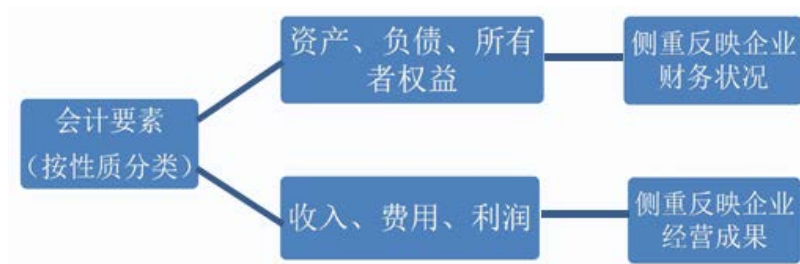 会计要素
（按性质分类）
资产、负债、所有
者权益
侧重反映企业
财务状况
收入、费用、利润
侧重反映企业
经营成果